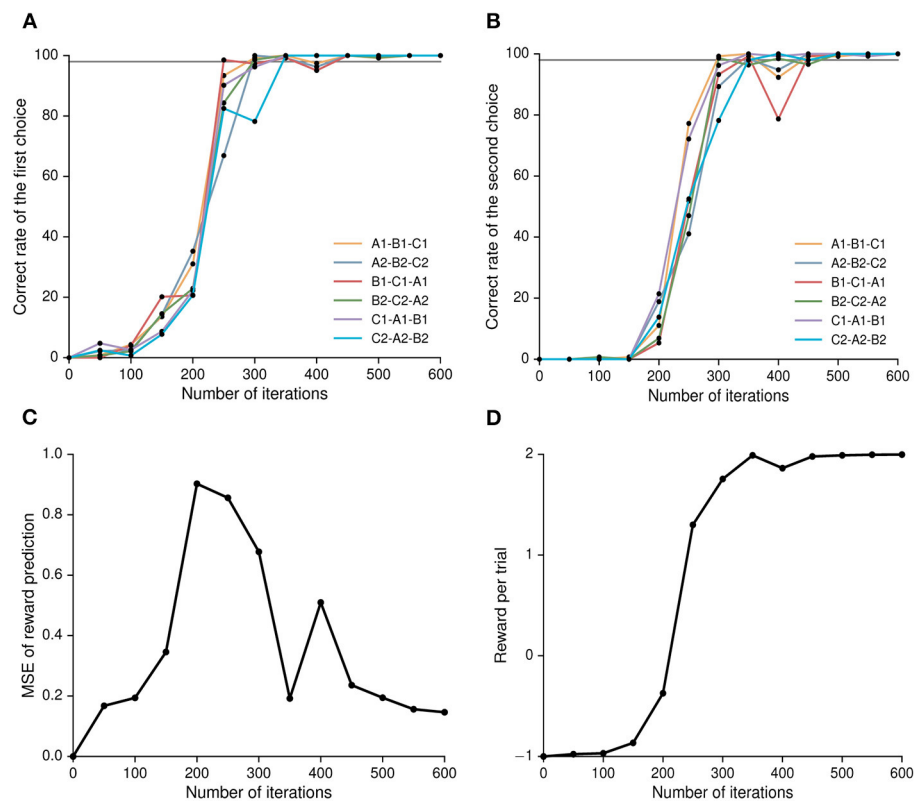 A
Correct rate of the first choice
100
80
60
40
20
0
A1-B1-C1
A2-B2-C2
B1-C1-A1
B2-C2-A2
C1-A1-B1
C2-A2-B2
0 100 200 300 400 500 600
Number of iterations
B
Correct rate of the second choice
100
80
60
40
20
0
A1-B1-C1
A2-B2-C2
B1-C1-A1
B2-C2-A2
C1-A1-B1
C2-A2-B2
0 100 200 300 400 500 600
Number of iterations
C
MSE of reward prediction
1.0
0.8
0.6
0.4
0.2
0.0
0 100 200 300 400 500 600
Number of iterations
D
Reward per trial
2
1
0
−1
0 100 200 300 400 500 600
Number of iterations